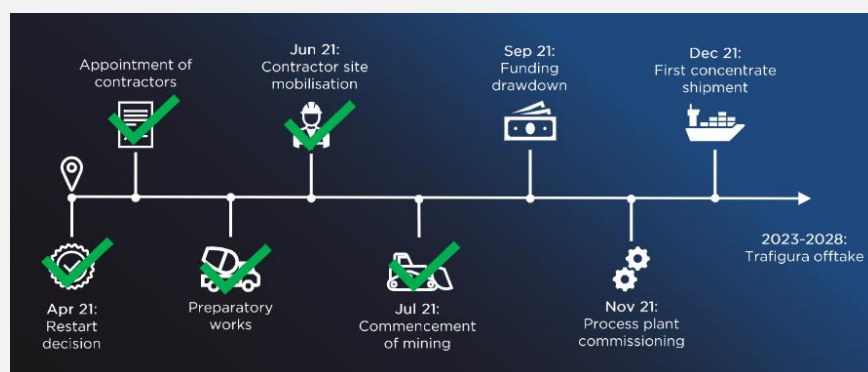 Appointment of
contractors
Jun 21:
Contractor site
mobilisation
Sep 21:
Funding
drawdown
Dec 21:
First concentrate
shipment
Apr 21:
Restart
decision
Preparatory
works
Jul 21:
Commencement
of mining
Nov 21:
Process plant
commissioning
2023-2028:
Trafigura offtake